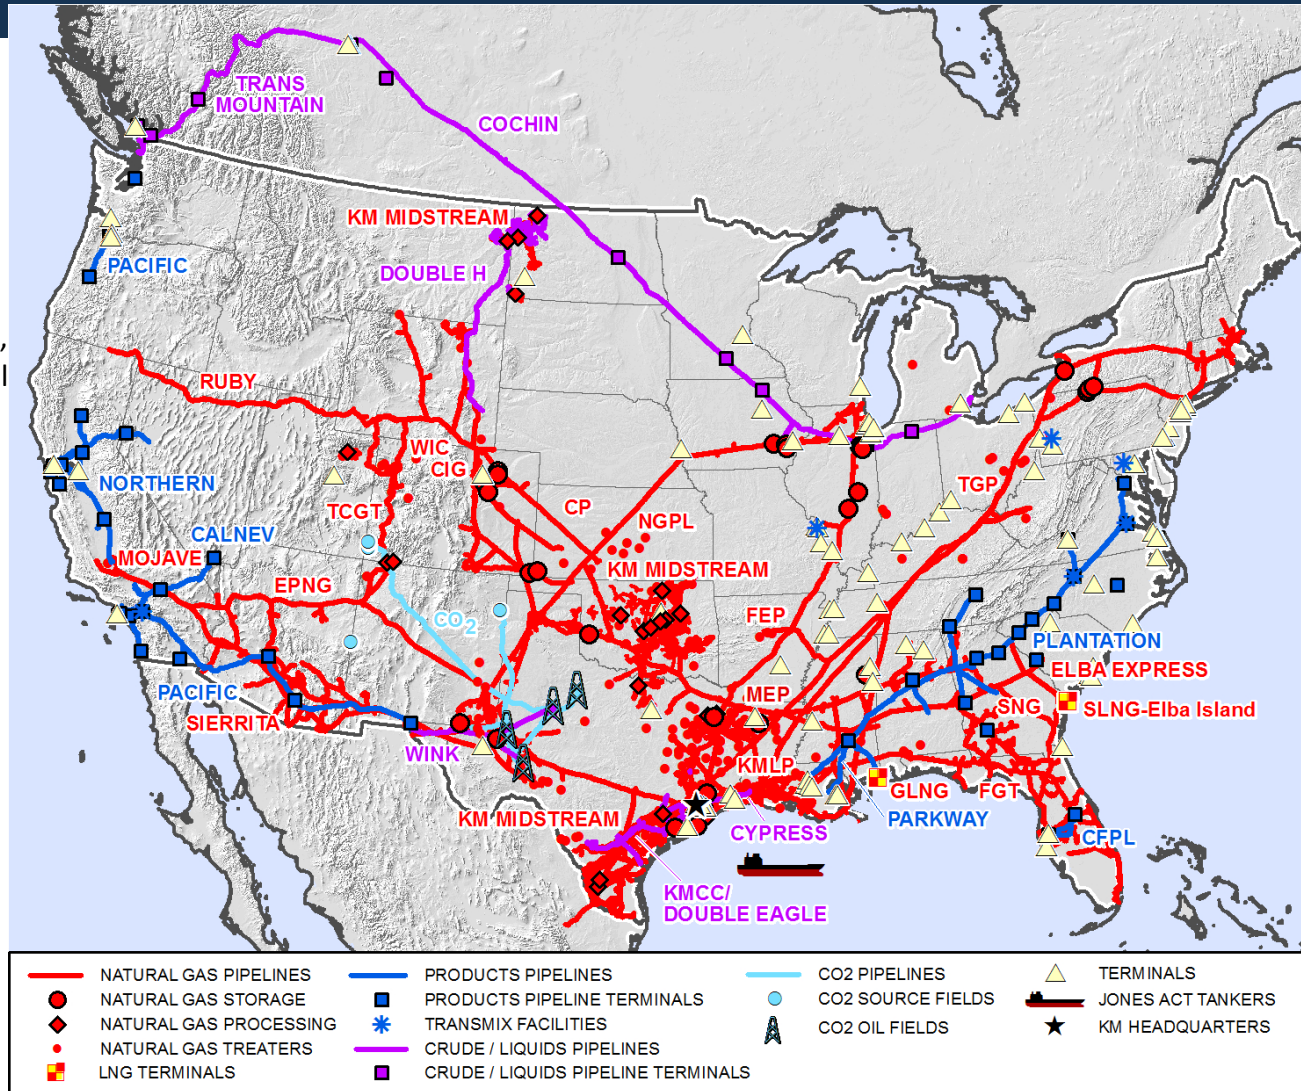 TRANS
MOUNTAIN
COCHIN
KM MIDSTREAM
PACIFIC
DOUBLE H
,
l
RUBY
WIC
CIG
NORTHERN
TCGT
CP
NGPL
TGP
CALNEV
MOJAVE
EPNG
KM MIDSTREAM
CO2
FEP
PLANTATION
ELBA EXPRESS
PACIFIC
SIERRITA
MEP
SNG
SLNG-Elba Island
WINK
KMLP
GLNG
FGT
KM MIDSTREAM
CYPRESS
PARKWAY
CFPL
KMCC/
DOUBLE EAGLE
NATURAL GAS PIPELINES
NATURAL GAS STORAGE
NATURAL GAS PROCESSING
NATURAL GAS TREATERS
LNG TERMINALS
PRODUCTS PIPELINES
PRODUCTS PIPELINE TERMINALS
TRANSMIX FACILITIES
CRUDE / LIQUIDS PIPELINES
CRUDE / LIQUIDS PIPELINE TERMINALS
CO2 PIPELINES
CO2 SOURCE FIELDS
CO2 OIL FIELDS
TERMINALS
JONES ACT TANKERS
KM HEADQUARTERS